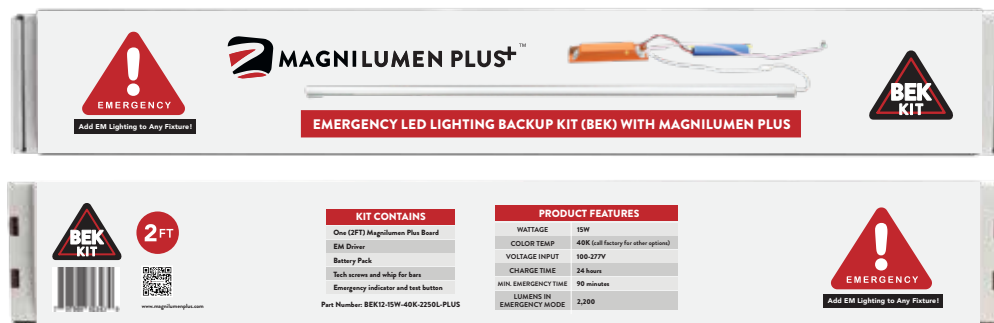 EMERGENCY
Add EM Lighting to Any Fixture!
MAGNILUMEN PLUS+™
EMERGENCY LED LIGHTING BACKUP KIT (BEK) WITH MAGNILUMEN PLUS
BEK
KIT
BEK
KIT
2FT
www.magnilumenplus.com
KIT CONTAINS
One (2FT) Magnilumen Plus Board
EM Driver
Battery Pack
Tech screws and whip for bars
Emergency indicator and test button
Part Number: BEK12-15W-40K-2250L-PLUS
PRODUCT FEATURES
WATTAGE 15W
COLOR TEMP 40K (call factory for other options)
VOLTAGE INPUT 100-277V
CHARGE TIME 24 hours
MIN. EMERGENCY TIME 90 minutes
LUMENS IN
EMERGENCY MODE 2,200
EMERGENCY
Add EM Lighting to Any Fixture!